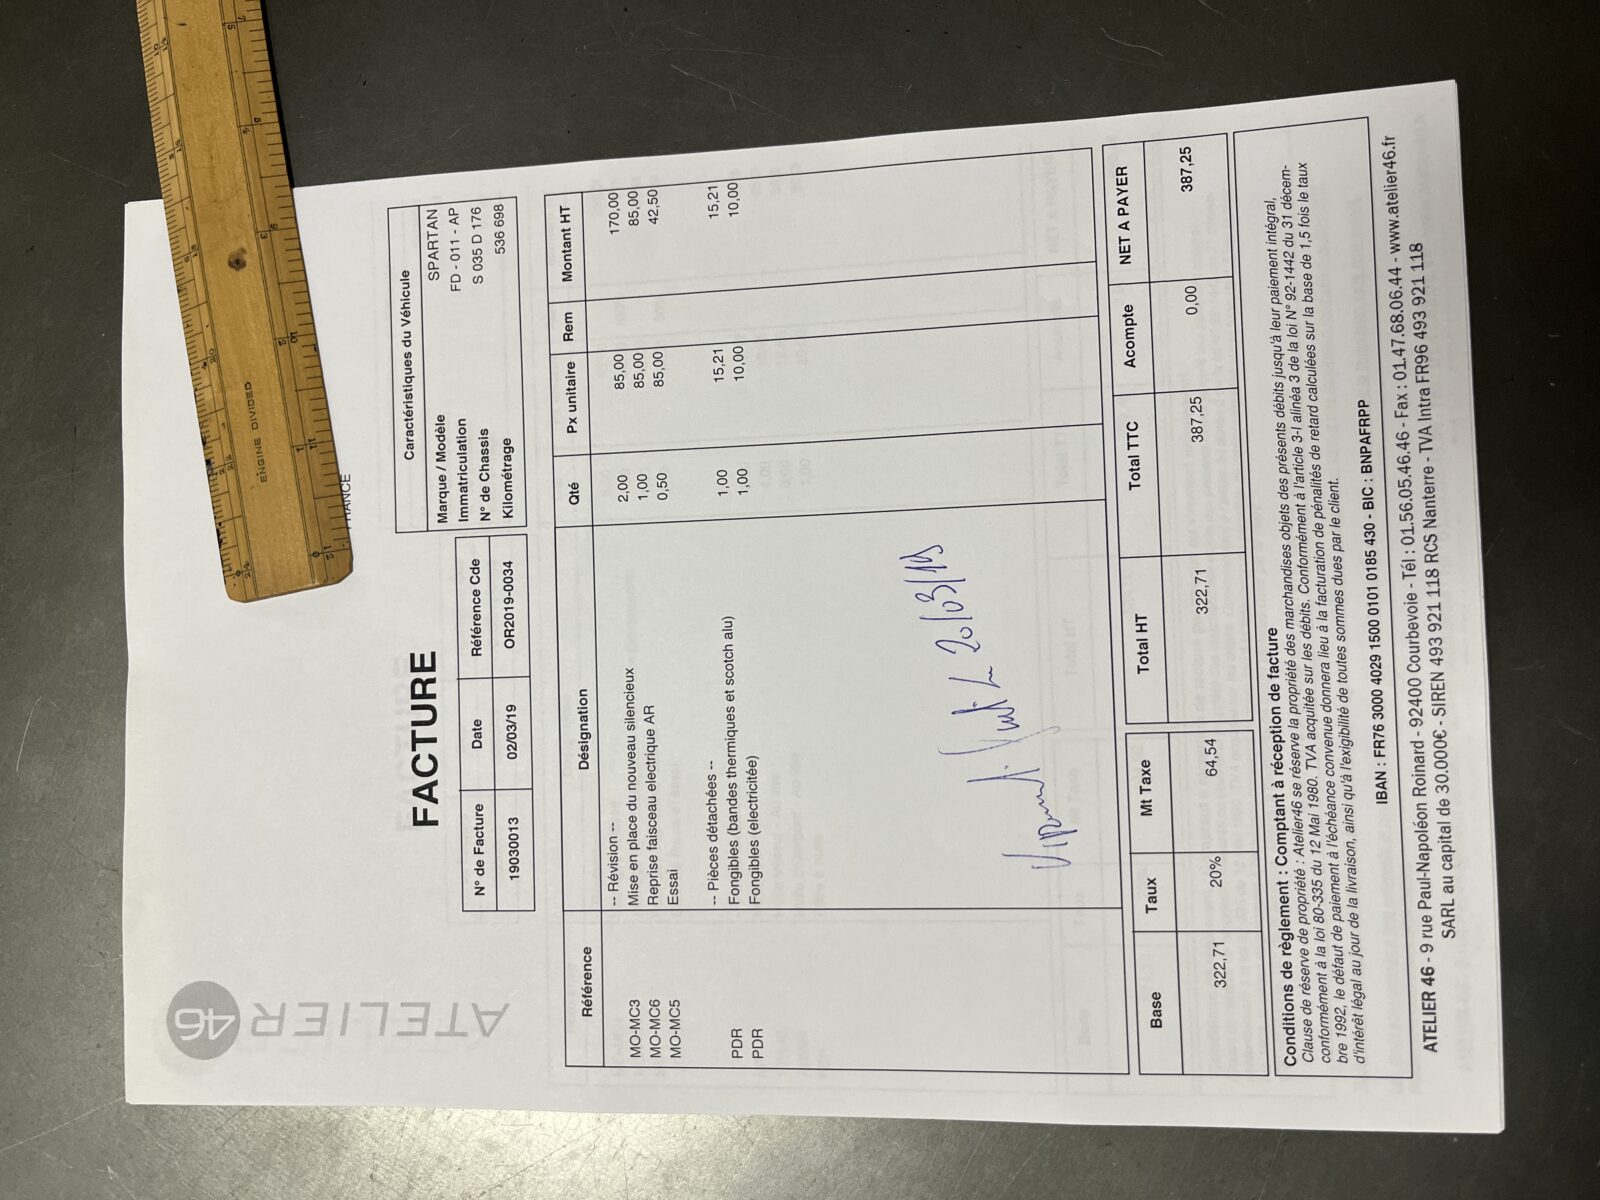 46
ATELIER
ENGINE DIVIDED
FACTURE
N° de Facture Date Référence Cde
19030013 02/03/19 OR2019-0034
Caractéristiques du Véhicule
Marque / Modèle SPARTAN
Immatriculation FD - 011 - AP
N° de Chassis S 035 D 176
Kilométrage 536 698
Référence Désignation Qté Px unitaire Rem Montant HT
-- Révision --
MO-MC3 Mise en place du nouveau silencieux 2,00 85,00 170,00
MO-MC6 Reprise faisceau electrique AR 1,00 85,00 85,00
MO-MC5 Essai 0,50 85,00 42,50
-- Pièces détachées --
PDR Fongibles (bandes thermiques et scotch alu) 1,00 15,21 15,21
PDR Fongibles (electricitée) 1,00 10,00 10,00
20/03/19
Base Taux Mt Taxe Total HT Total TTC Acompte NET A PAYER
322,71 20% 64,54 322,71 387,25 0,00 387,25
Conditions de règlement : Comptant à réception de facture
Clause de réserve de propriété : Atelier46 se réserve la propriété des marchandises objets des présents débits jusqu'à leur paiement intégral,
conformément à la loi 80-335 du 12 Mai 1980. TVA acquitée sur les débits. Conformément à l'article 3-I alinéa 3 de la loi N° 92-1442 du 31 décem-
bre 1992, le défaut de paiement à l'échéance convenue donnera lieu à la facturation de pénalités de retard calculées sur la base de 1,5 fois le taux
d'intérêt légal au jour de la livraison, ainsi qu'à l'exigibilité de toutes sommes dues par le client.
IBAN : FR76 3000 4029 1500 0101 0185 430 - BIC : BNPAFRPP
ATELIER 46 - 9 rue Paul-Napoléon Roinard - 92400 Courbevoie - Tél : 01.56.05.46.46 - Fax : 01.47.68.06.44 - www.atelier46.fr
SARL au capital de 30.000€ - SIREN 493 921 118 RCS Nanterre - TVA Intra FR96 493 921 118